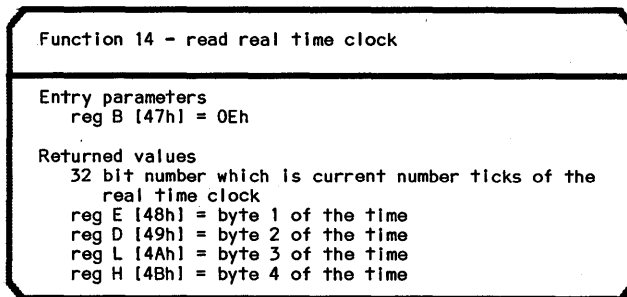 Function 14 - read real time clock
Entry parameters
reg B [47h] = 0Eh
Returned values
32 bit number which is current number ticks of the
real time clock
reg E [48h] = byte 1 of the time
reg D [49h] = byte 2 of the time
reg L [4Ah] = byte 3 of the time
reg H [4Bh] = byte 4 of the time